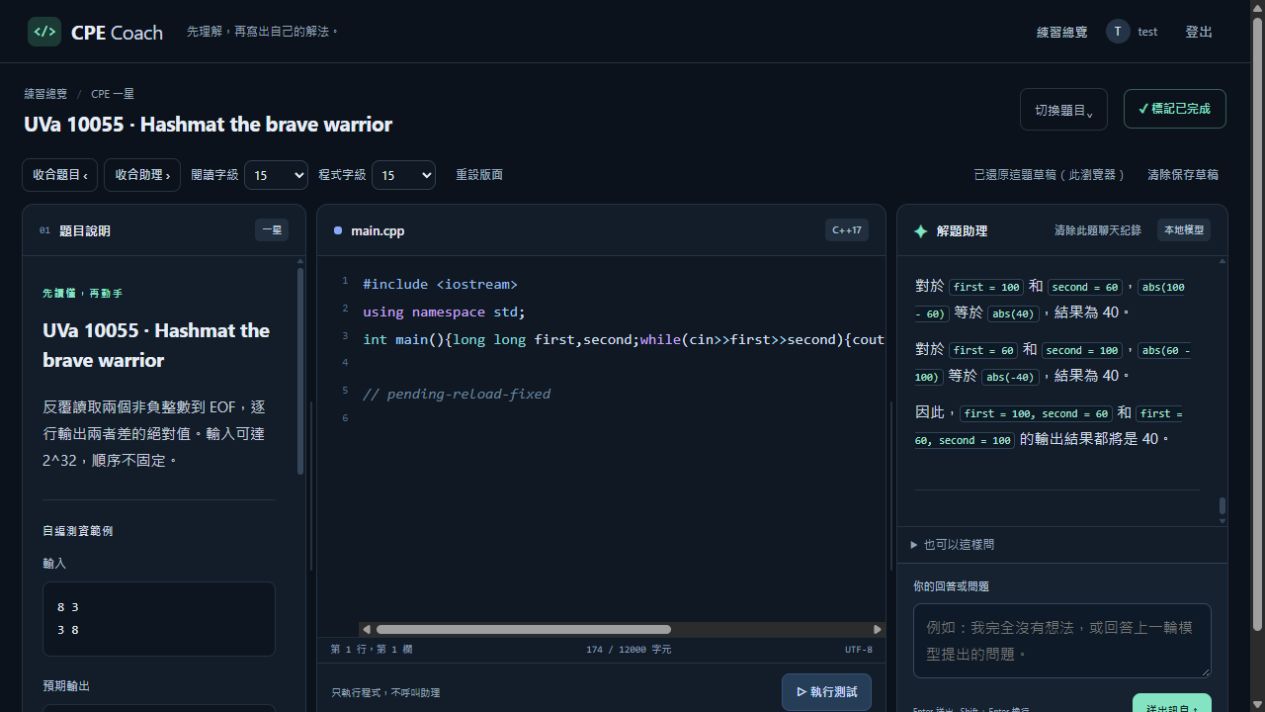 </> CPE Coach 先理解，再寫出自己的解法。 練習總覽 T test 登出
練習總覽 / CPE 一星
UVa 10055 · Hashmat the brave warrior
切換題目⌄ ✓ 標記已完成
收合題目 ‹ 收合助理 › 閱讀字級 15 程式字級 15 重設版面 已還原這題草稿（此瀏覽器） 清除保存草稿
01 題目說明 一星
先讀懂，再動手
UVa 10055 · Hashmat the
brave warrior
反覆讀取兩個非負整數到 EOF，逐
行輸出兩者差的絕對值。輸入可達
2^32，順序不固定。
自編測資範例
輸入
8 3
3 8
預期輸出
main.cpp C++17
1 #include <iostream>
2 using namespace std;
3 int main(){long long first,second;while(cin>>first>>second){cout
4
5 // pending-reload-fixed
6
第 1 行，第 1 欄 174 / 12000 字元 UTF-8
只執行程式，不呼叫助理 ▷ 執行測試
解題助理 清除此題聊天紀錄 本地模型
對於 first = 100 和 second = 60，abs(100
- 60) 等於 abs(40)，結果為 40。
對於 first = 60 和 second = 100，abs(60 -
100) 等於 abs(-40)，結果為 40。
因此，first = 100, second = 60 和 first =
60, second = 100 的輸出結果都將是 40。
▶ 也可以這樣問
你的回答或問題
例如：我完全沒有想法，或回答上一輪模
型提出的問題。
Enter 送出，Shift + Enter 換行
送出訊息 ↑